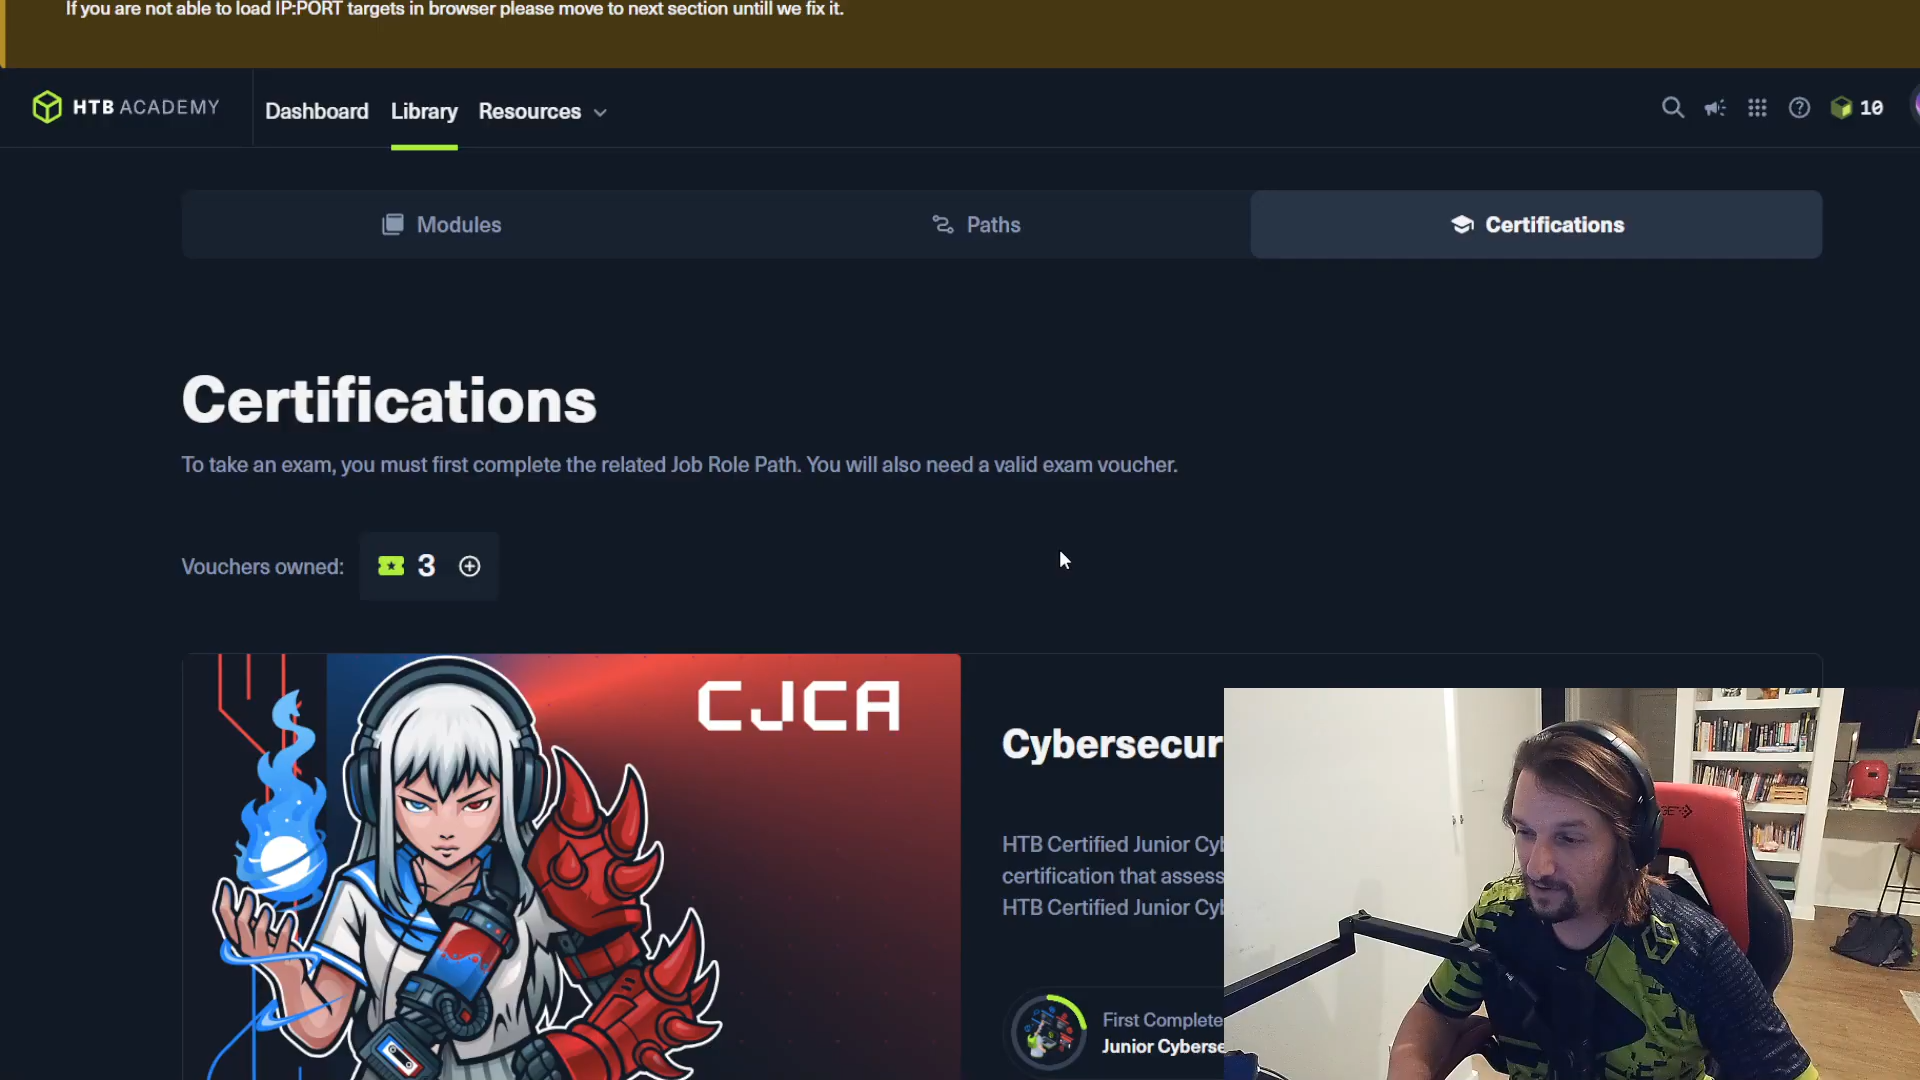 If you are not able to load IP:PORT targets in browser please move to next section untill we fix it.
HTB ACADEMY
Dashboard
Library
Resources
10
Modules
Paths
Certifications
Certifications
To take an exam, you must first complete the related Job Role Path. You will also need a valid exam voucher.
Vouchers owned:
3
CJCA
Cybersecur
HTB Certified Junior Cyb
certification that assess
HTB Certified Junior Cyb
First Complete
Junior Cyberse